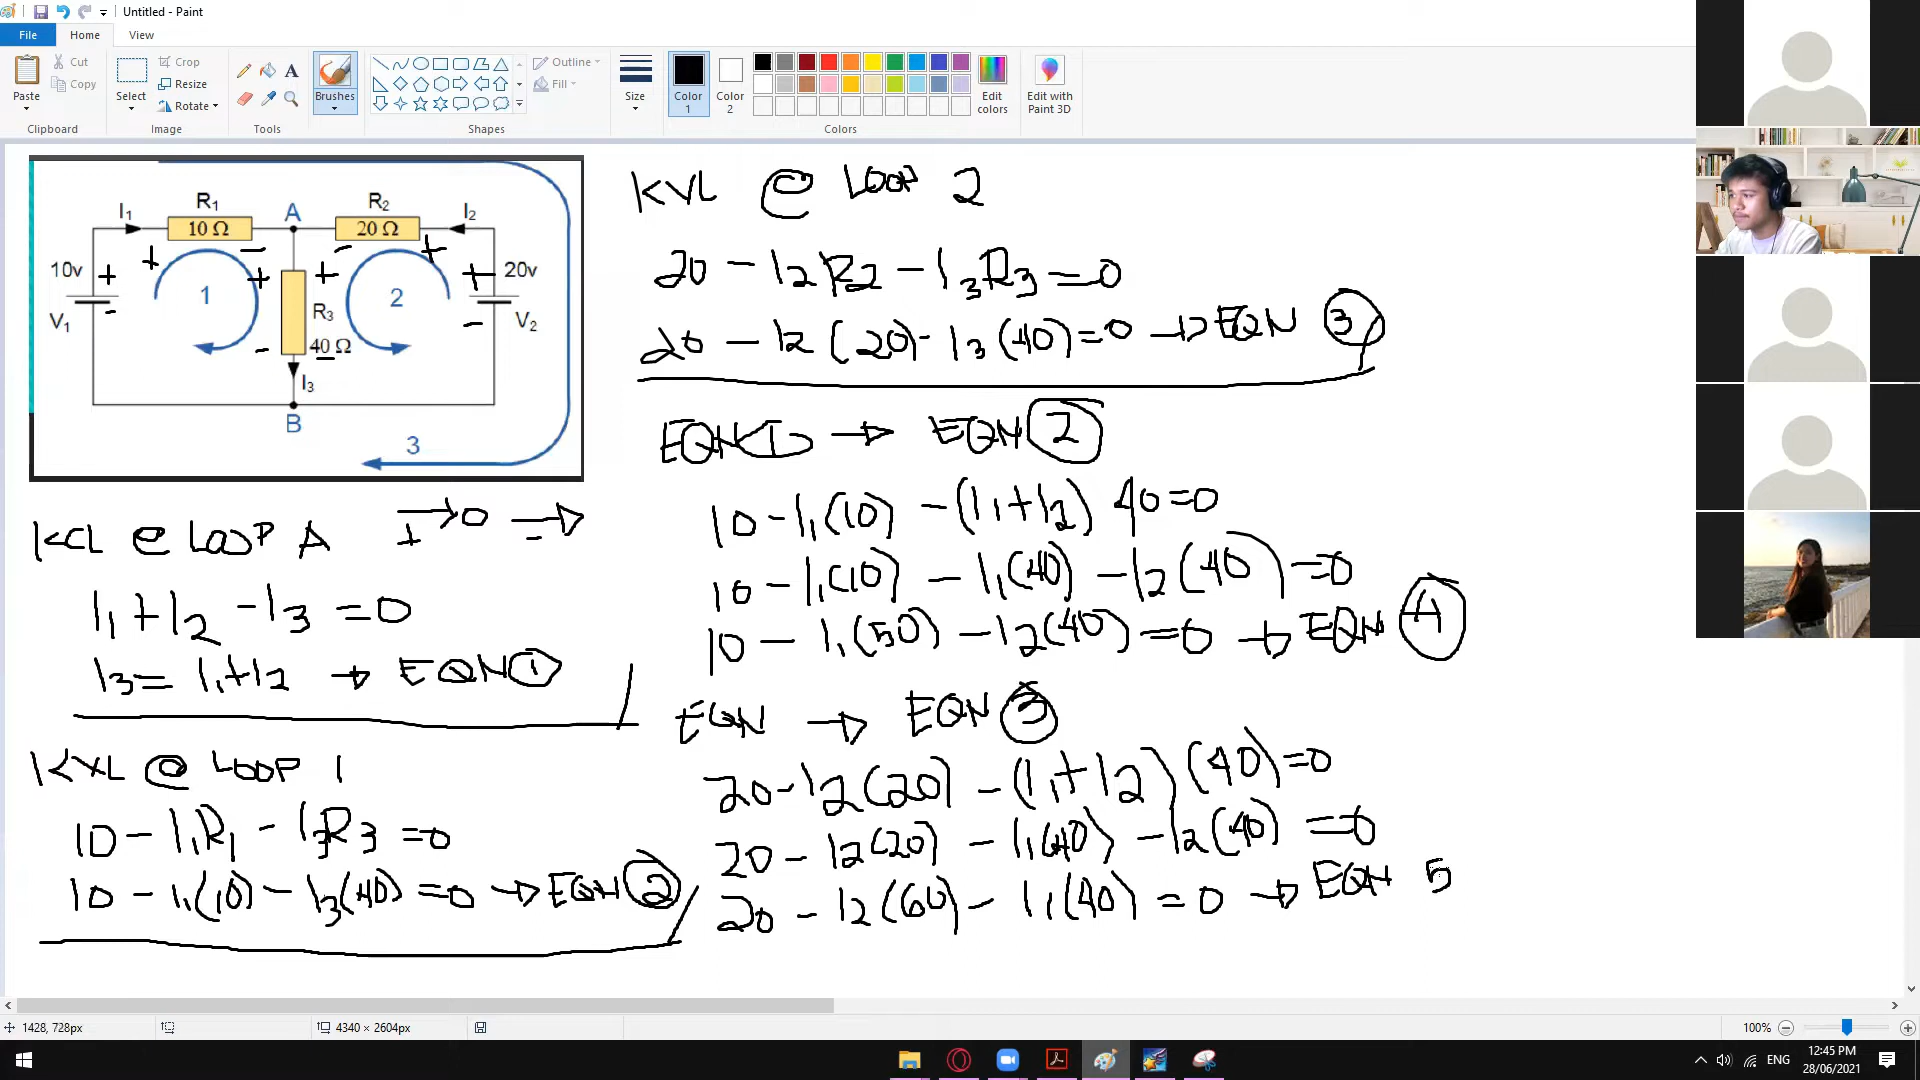 Untitled - Paint
File Home View
Paste
Cut
Copy
Clipboard
Select
Crop
Resize
Rotate
Image
A
Tools
Brushes
Shapes
Outline
Fill
Size
Color 1
Color 2
Colors
Edit colors
Edit with Paint 3D
R1
10 Ω
A
R2
20 Ω
I1
I2
10v
V1
1
R3
40 Ω
2
20v
V2
I3
B
3
KCL @ LOOP A
I1 + I2 - I3 = 0
I3 = I1 + I2 → EQN 1
KVL @ LOOP 1
10 - I1R1 - I3R3 = 0
10 - I1(10) - I3(40) = 0 → EQN 2
KVL @ LOOP 2
20 - I2R2 - I3R3 = 0
20 - I2(20) - I3(40) = 0 → EQN 3
EQN 1 → EQN 2
10 - I1(10) - (I1+I2) 40 = 0
10 - I1(10) - I1(40) - I2(40) = 0
10 - I1(50) - I2(40) = 0 → EQN 4
EQN → EQN 3
20 - I2(20) - (I1+I2)(40) = 0
20 - I2(20) - I1(40) - I2(40) = 0
20 - I2(60) - I1(40) = 0 → EQN 5
1428, 728px
4340 × 2604px
100%
ENG
12:45 PM
28/06/2021